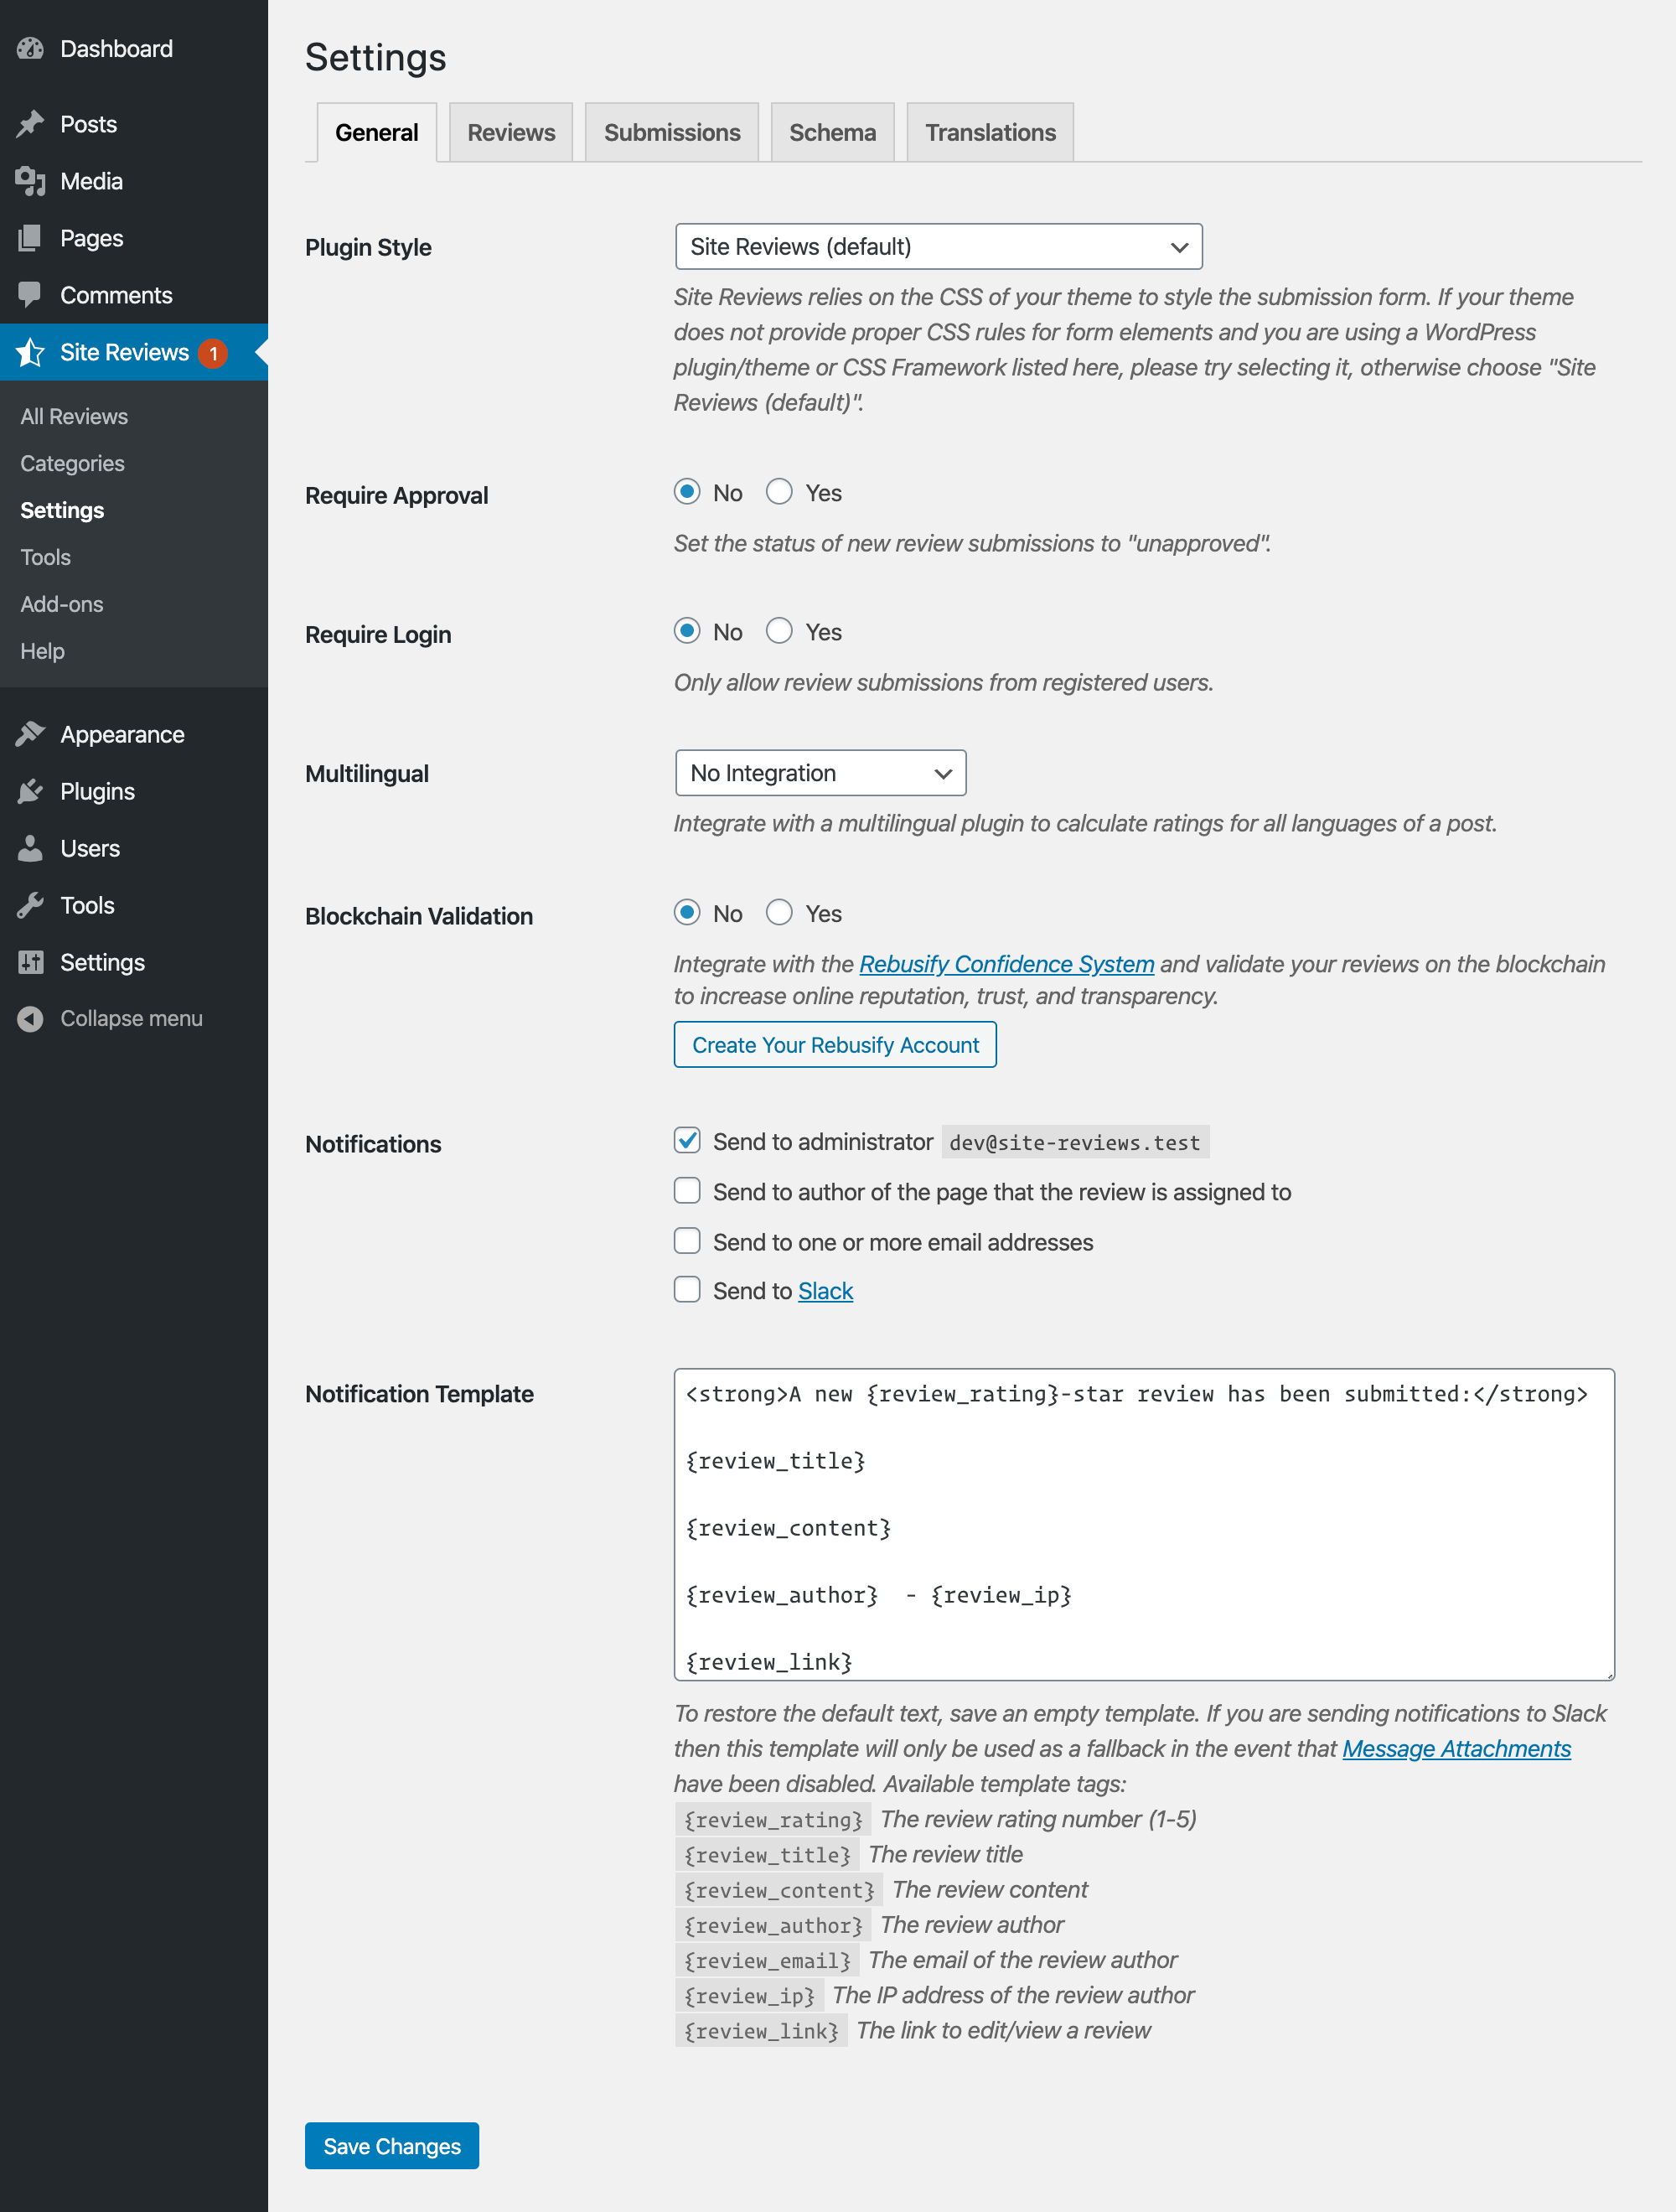 Dashboard
Posts
Media
Pages
Comments
Site Reviews 1
All Reviews
Categories
Settings
Tools
Add-ons
Help
Appearance
Plugins
Users
Tools
Settings
Collapse menu
Settings
General Reviews Submissions Schema Translations
Plugin Style
Site Reviews (default)
Site Reviews relies on the CSS of your theme to style the submission form. If your theme
does not provide proper CSS rules for form elements and you are using a WordPress
plugin/theme or CSS Framework listed here, please try selecting it, otherwise choose "Site
Reviews (default)".
Require Approval
No Yes
Set the status of new review submissions to "unapproved".
Require Login
No Yes
Only allow review submissions from registered users.
Multilingual
No Integration
Integrate with a multilingual plugin to calculate ratings for all languages of a post.
Blockchain Validation
No Yes
Integrate with the Rebusify Confidence System and validate your reviews on the blockchain
to increase online reputation, trust, and transparency.
Create Your Rebusify Account
Notifications
Send to administrator dev@site-reviews.test
Send to author of the page that the review is assigned to
Send to one or more email addresses
Send to Slack
Notification Template
<strong>A new {review_rating}-star review has been submitted:</strong>
{review_title}
{review_content}
{review_author}  - {review_ip}
{review_link}
To restore the default text, save an empty template. If you are sending notifications to Slack
then this template will only be used as a fallback in the event that Message Attachments
have been disabled. Available template tags:
{review_rating} The review rating number (1-5)
{review_title} The review title
{review_content} The review content
{review_author} The review author
{review_email} The email of the review author
{review_ip} The IP address of the review author
{review_link} The link to edit/view a review
Save Changes